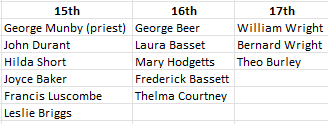 15th 16th 17th
George Munby (priest) George Beer William Wright
John Durant Laura Basset Bernard Wright
Hilda Short Mary Hodgetts Theo Burley
Joyce Baker Frederick Bassett
Francis Luscombe Thelma Courtney
Leslie Briggs